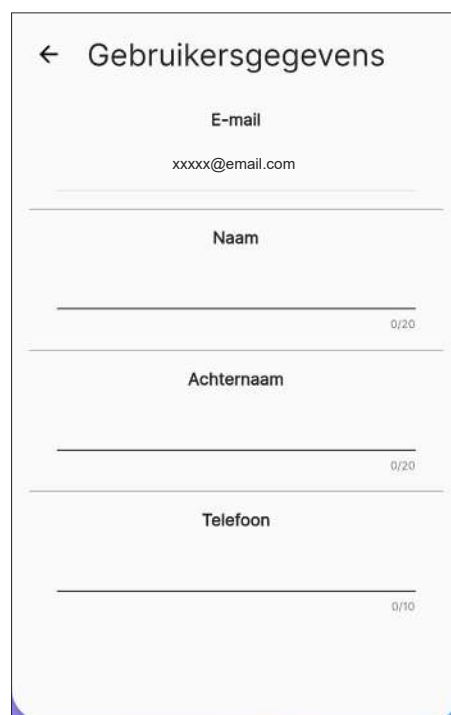 Gebruikersgegevens
E-mail
xxxxx@email.com
Naam
0/20
Achternaam
0/20
Telefoon
0/10